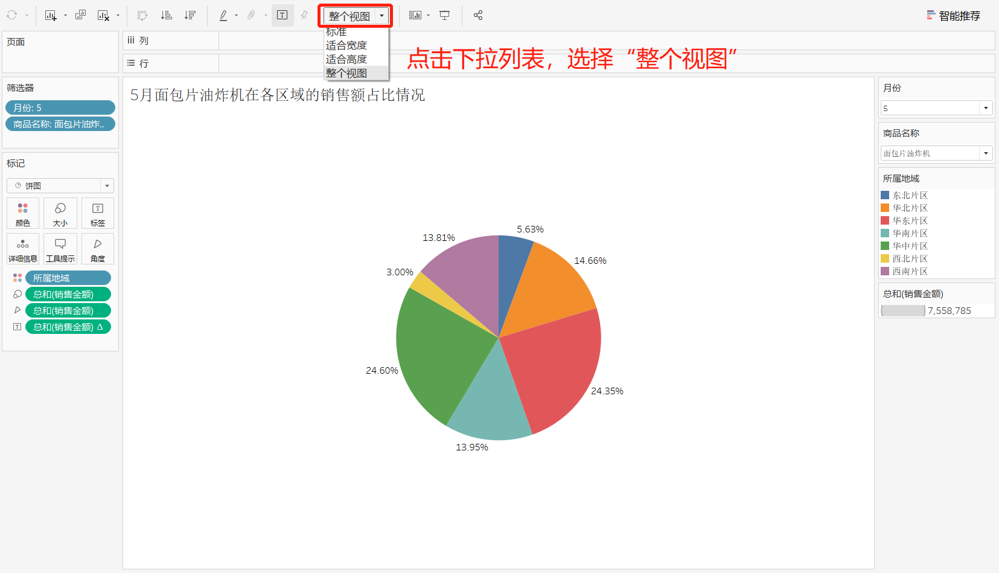 整个视图
智能推荐
标准
适合宽度
适合高度
整个视图
点击下拉列表，选择“整个视图”
页面
列
行
筛选器
月份: 5
商品名称: 面包片油炸..
标记
饼图
颜色
大小
标签
详细信息
工具提示
角度
所属地域
总和(销售金额)
总和(销售金额)
总和(销售金额) Δ
5月面包片油炸机在各区域的销售额占比情况
5.63%
14.66%
24.35%
13.95%
24.60%
3.00%
13.81%
月份
5
商品名称
面包片油炸机
所属地域
东北片区
华北片区
华东片区
华南片区
华中片区
西北片区
西南片区
总和(销售金额)
7,558,785